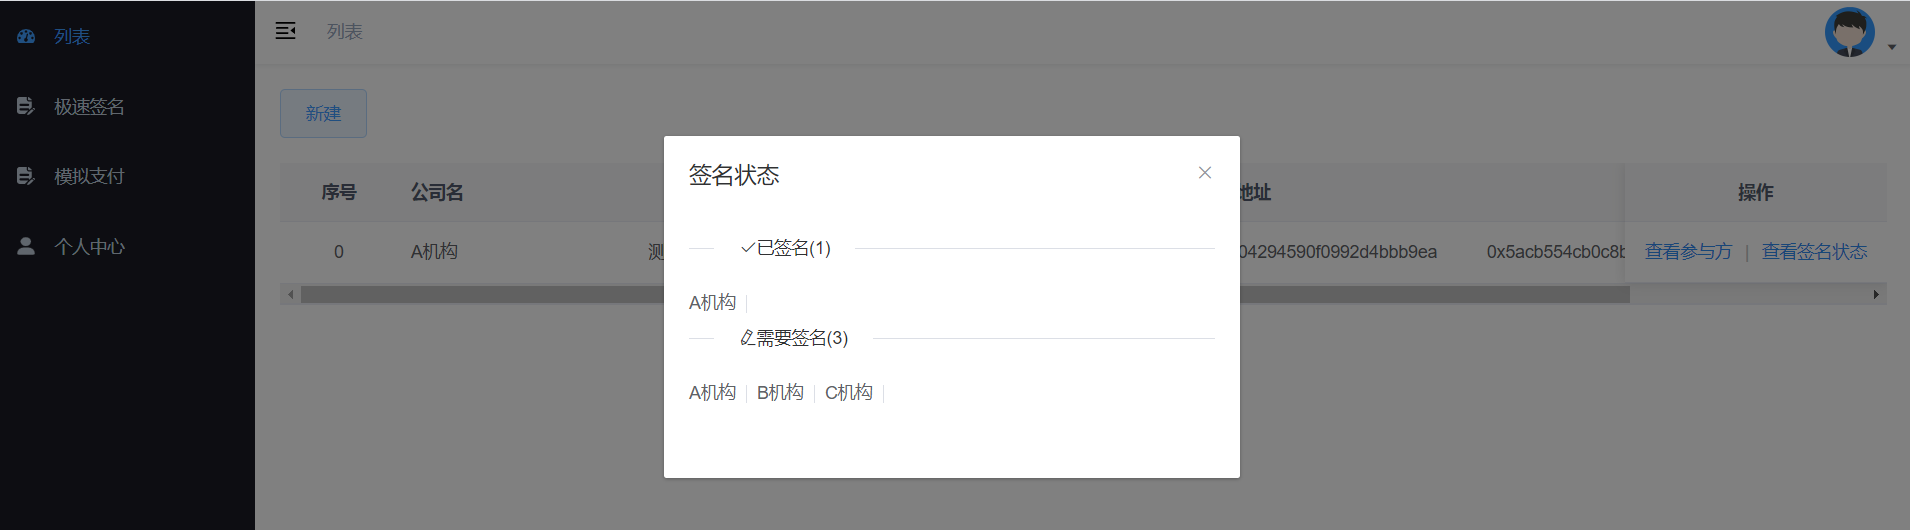 列表
极速签名
模拟支付
个人中心
列表
新建
序号 公司名 地址 操作
0 A机构 测 04294590f0992d4bbb9ea 0x5acb554cb0c8b 查看参与方 | 查看签名状态
签名状态
已签名(1)
A机构
需要签名(3)
A机构 B机构 C机构